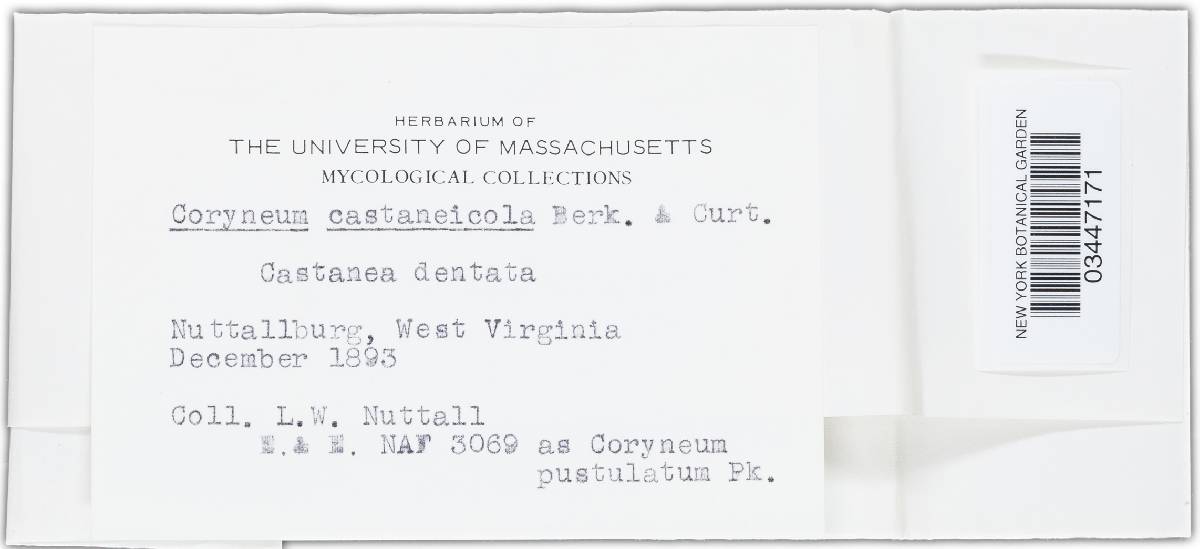 HERBARIUM OF
THE UNIVERSITY OF MASSACHUSETTS
MYCOLOGICAL COLLECTIONS
Coryneum castaneicola Berk. & Curt.
Castanea dentata
Nuttallburg, West Virginia
December 1893
Coll. L.W. Nuttall
E. & E. NAF 3069 as Coryneum
pustulatum Pk.
NEW YORK BOTANICAL GARDEN
03447171